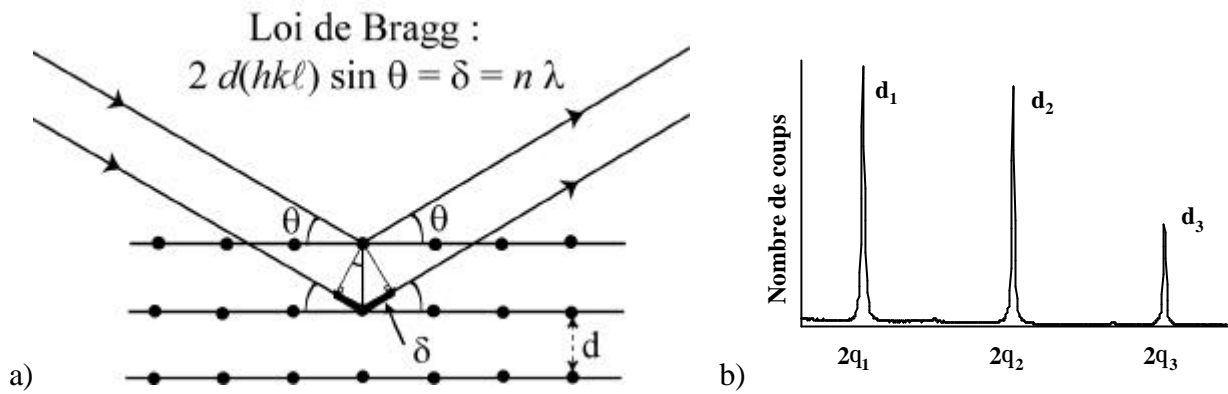 Loi de Bragg :
2 d(hkℓ) sin θ = δ = n λ
θ
θ
δ
d
a)
Nombre de coups
d₁
d₂
d₃
2q₁
2q₂
2q₃
b)